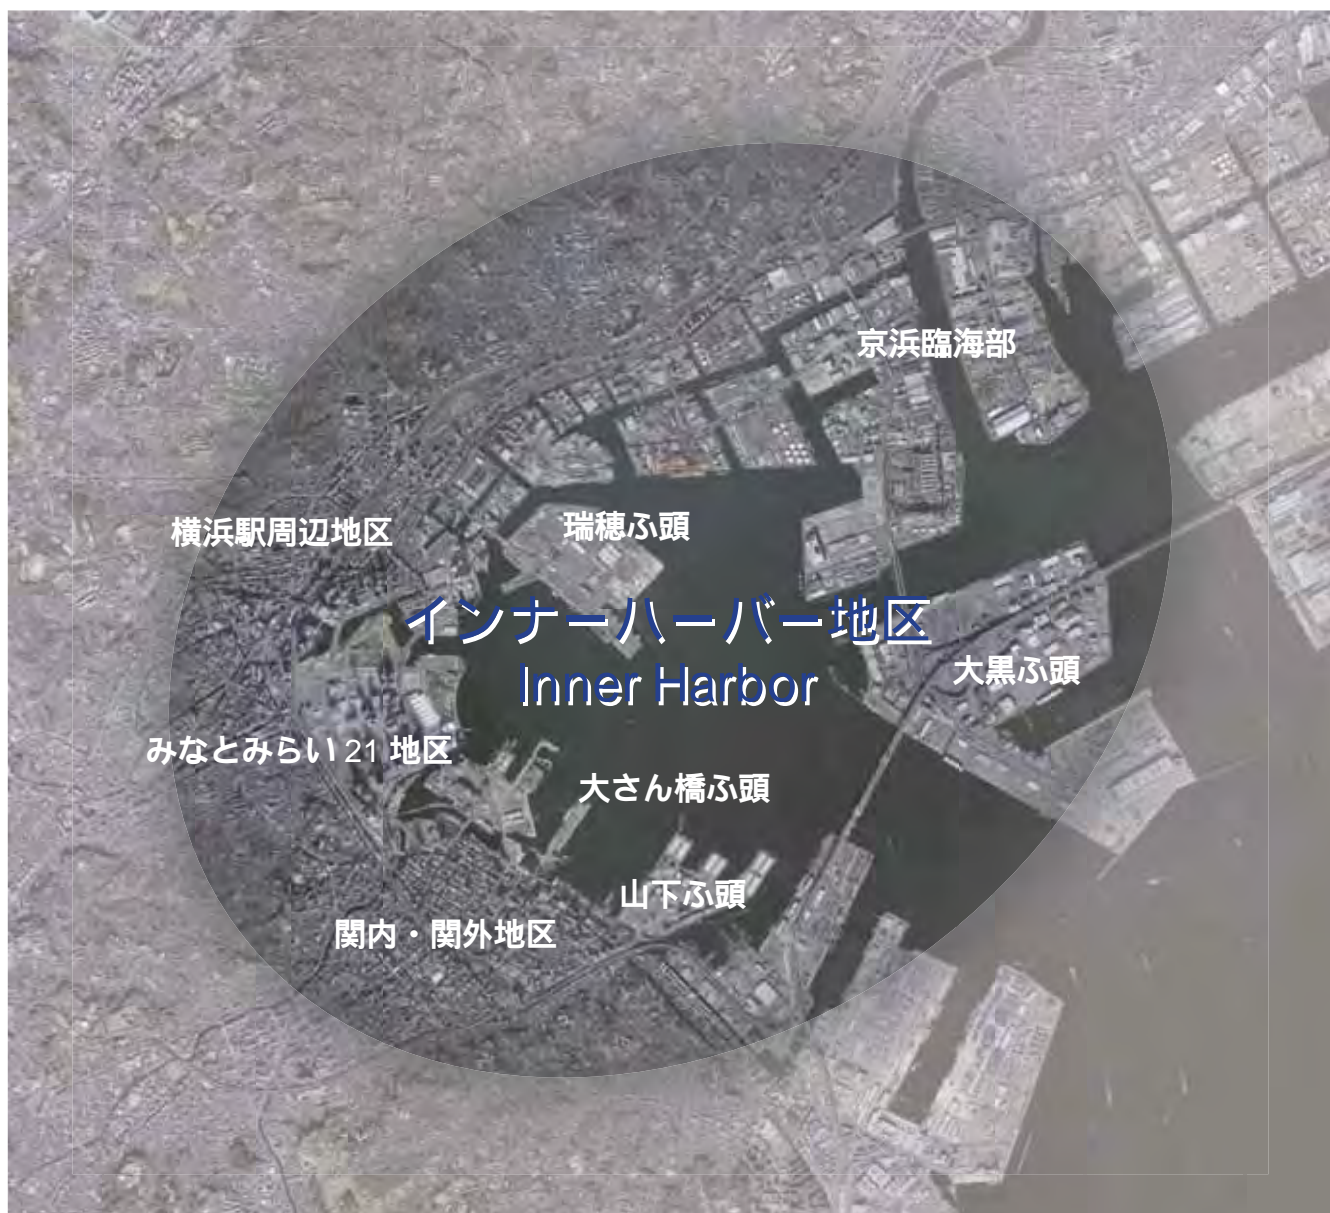 京浜臨海部
横浜駅周辺地区
瑞穂ふ頭
インナーハーバー地区
Inner Harbor
大黒ふ頭
みなとみらい21 地区
大さん橋ふ頭
山下ふ頭
関内・関外地区